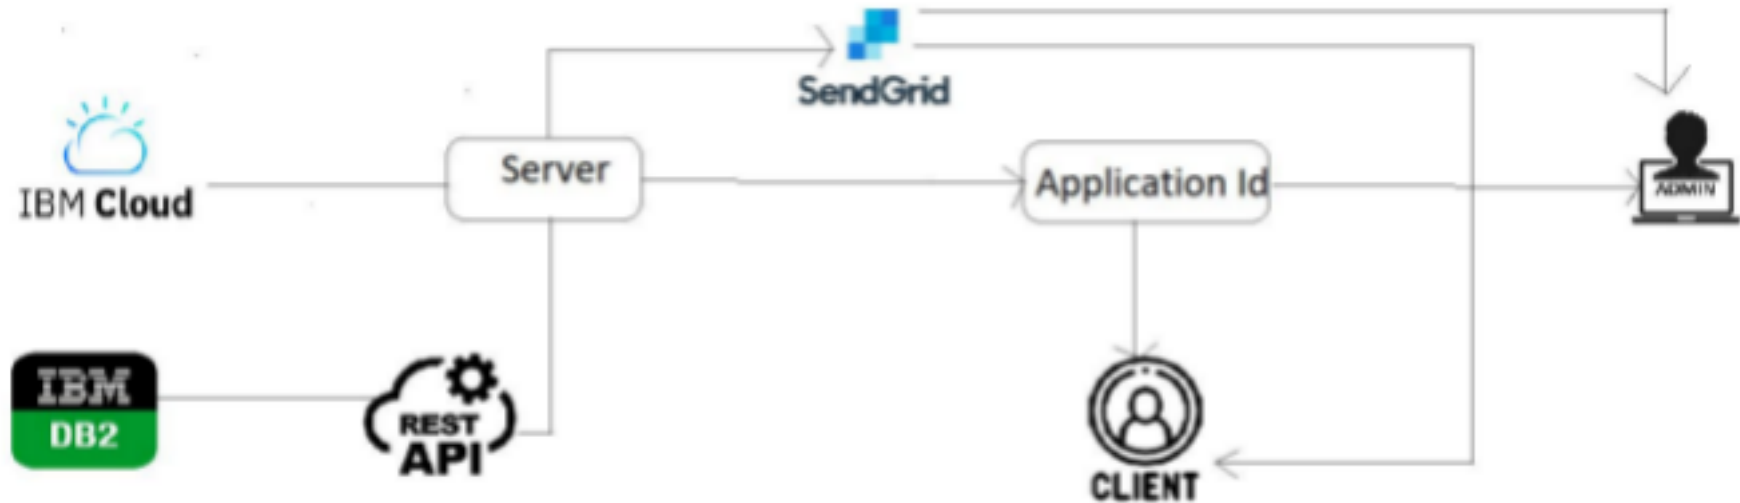 SendGrid
Server
Application Id
IBM Cloud
ADMIN
IBM
DB2
REST
API
CLIENT